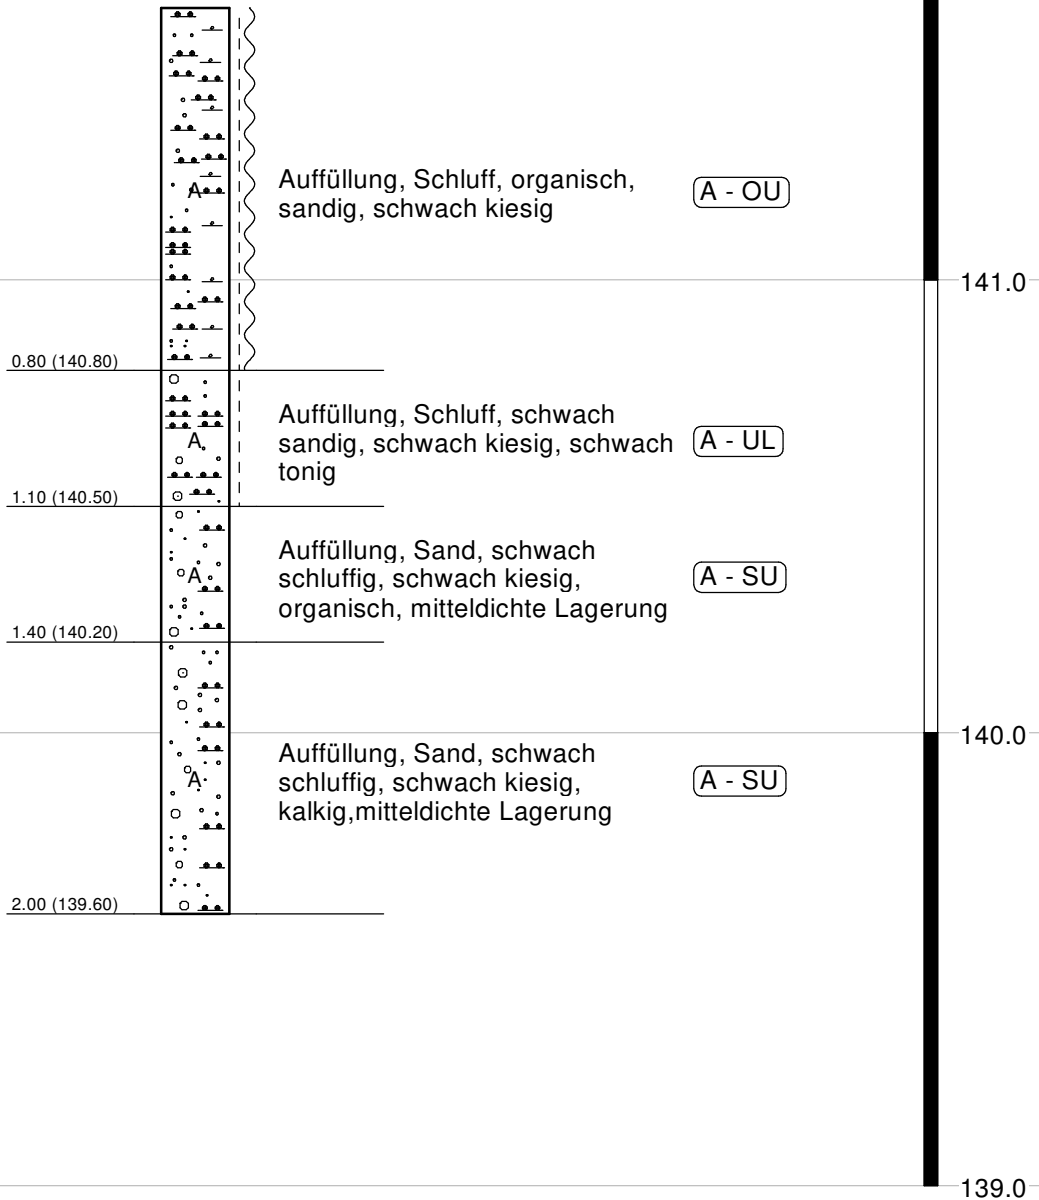 Auffüllung, Schluff, organisch,
sandig, schwach kiesig
A - OU
A
141.0
0.80 (140.80)
Auffüllung, Schluff, schwach
sandig, schwach kiesig, schwach
tonig
A - UL
A
1.10 (140.50)
Auffüllung, Sand, schwach
schluffig, schwach kiesig,
organisch, mitteldichte Lagerung
A - SU
A
1.40 (140.20)
140.0
Auffüllung, Sand, schwach
schluffig, schwach kiesig,
kalkig,mitteldichte Lagerung
A - SU
A
2.00 (139.60)
139.0